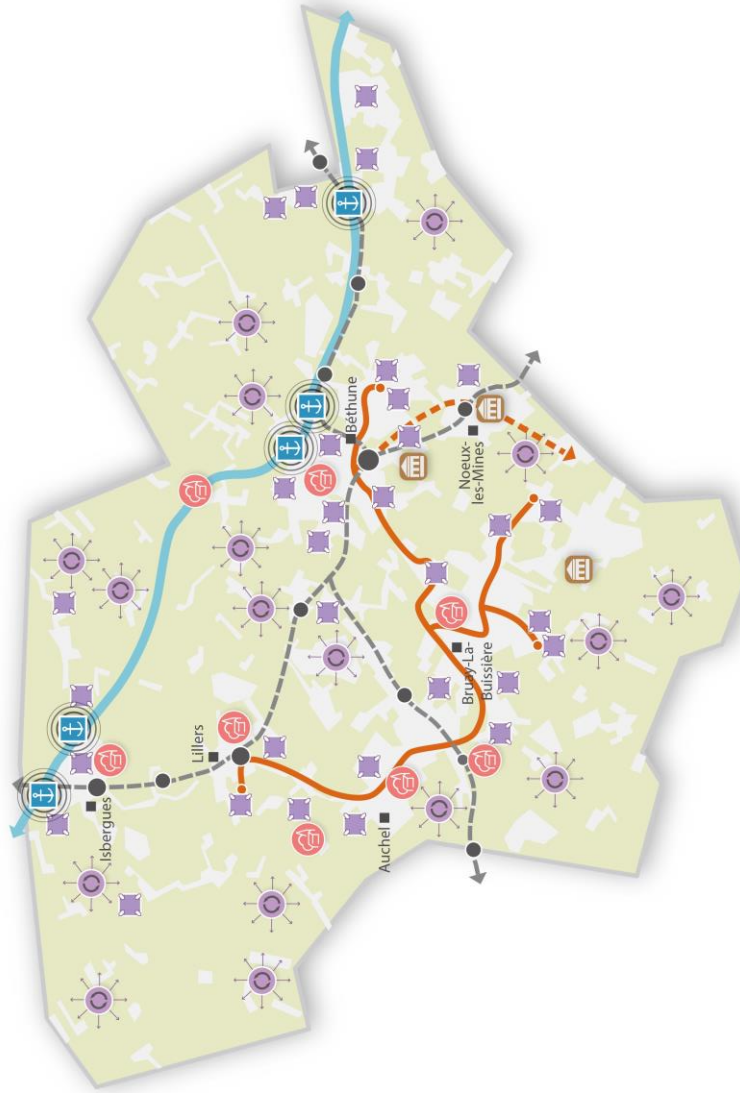 Isbergues
Lillers
Auchel
Béthune
Noeux-
les-Mines
Bruay-La-
Buissière